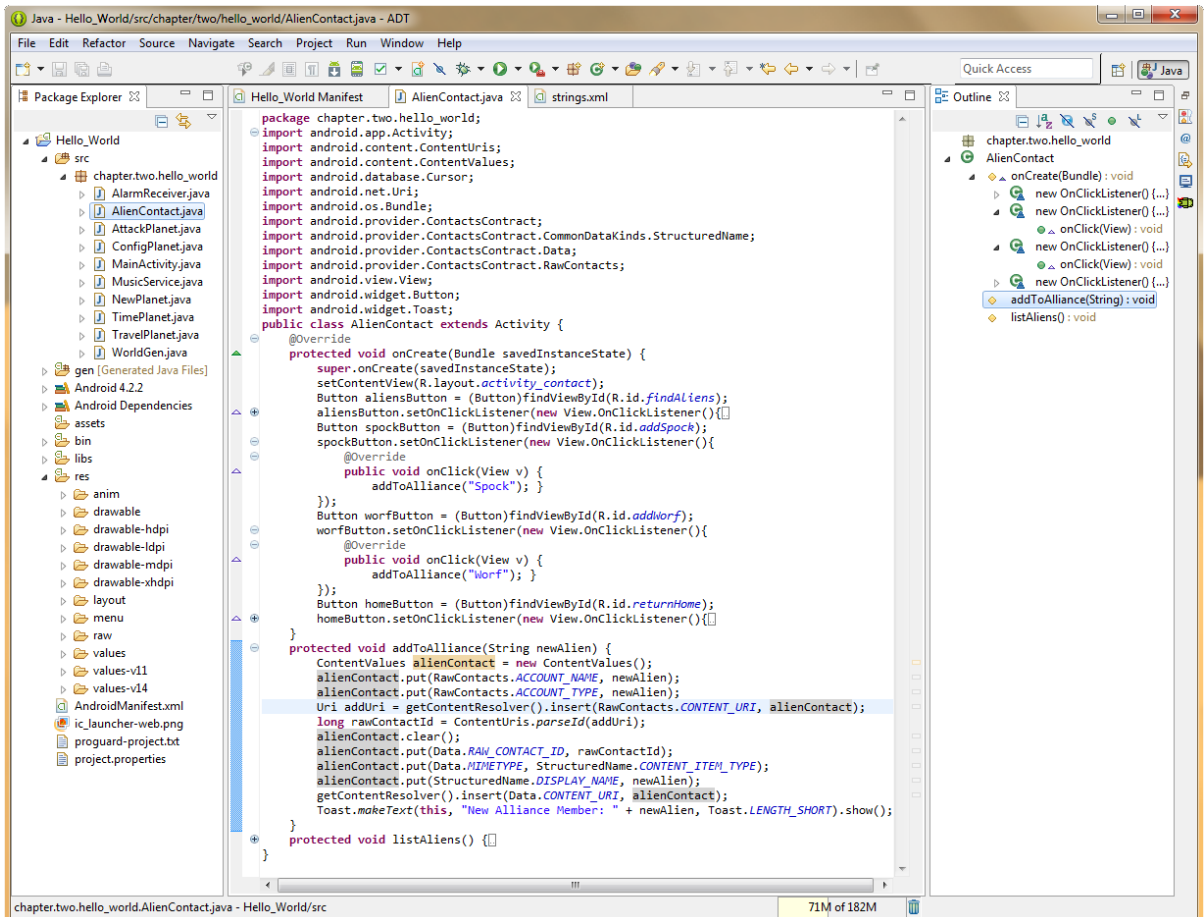 Java - Hello_World/src/chapter/two/hello_world/AlienContact.java - ADT
File Edit Refactor Source Navigate Search Project Run Window Help
Quick Access
Java
Package Explorer
Hello_World
src
chapter.two.hello_world
AlarmReceiver.java
AlienContact.java
AttackPlanet.java
ConfigPlanet.java
MainActivity.java
MusicService.java
NewPlanet.java
TimePlanet.java
TravelPlanet.java
WorldGen.java
gen [Generated Java Files]
Android 4.2.2
Android Dependencies
assets
bin
libs
res
anim
drawable
drawable-hdpi
drawable-ldpi
drawable-mdpi
drawable-xhdpi
layout
menu
raw
values
values-v11
values-v14
AndroidManifest.xml
ic_launcher-web.png
proguard-project.txt
project.properties
Hello_World Manifest AlienContact.java strings.xml
package chapter.two.hello_world;
import android.app.Activity;
import android.content.ContentUris;
import android.content.ContentValues;
import android.database.Cursor;
import android.net.Uri;
import android.os.Bundle;
import android.provider.ContactsContract;
import android.provider.ContactsContract.CommonDataKinds.StructuredName;
import android.provider.ContactsContract.Data;
import android.provider.ContactsContract.RawContacts;
import android.view.View;
import android.widget.Button;
import android.widget.Toast;
public class AlienContact extends Activity {
@Override
protected void onCreate(Bundle savedInstanceState) {
super.onCreate(savedInstanceState);
setContentView(R.layout.activity_contact);
Button aliensButton = (Button)findViewById(R.id.findAliens);
aliensButton.setOnClickListener(new View.OnClickListener(){
Button spockButton = (Button)findViewById(R.id.addSpock);
spockButton.setOnClickListener(new View.OnClickListener(){
@Override
public void onClick(View v) {
addToAlliance("Spock"); }
});
Button worfButton = (Button)findViewById(R.id.addWorf);
worfButton.setOnClickListener(new View.OnClickListener(){
@Override
public void onClick(View v) {
addToAlliance("Worf"); }
});
Button homeButton = (Button)findViewById(R.id.returnHome);
homeButton.setOnClickListener(new View.OnClickListener(){
}
protected void addToAlliance(String newAlien) {
ContentValues alienContact = new ContentValues();
alienContact.put(RawContacts.ACCOUNT_NAME, newAlien);
alienContact.put(RawContacts.ACCOUNT_TYPE, newAlien);
Uri addUri = getContentResolver().insert(RawContacts.CONTENT_URI, alienContact);
long rawContactId = ContentUris.parseId(addUri);
alienContact.clear();
alienContact.put(Data.RAW_CONTACT_ID, rawContactId);
alienContact.put(Data.MIMETYPE, StructuredName.CONTENT_ITEM_TYPE);
alienContact.put(StructuredName.DISPLAY_NAME, newAlien);
getContentResolver().insert(Data.CONTENT_URI, alienContact);
Toast.makeText(this, "New Alliance Member: " + newAlien, Toast.LENGTH_SHORT).show();
}
protected void listAliens() {
}
Outline
chapter.two.hello_world
AlienContact
onCreate(Bundle) : void
new OnClickListener() {...}
new OnClickListener() {...}
onClick(View) : void
new OnClickListener() {...}
onClick(View) : void
new OnClickListener() {...}
addToAlliance(String) : void
listAliens() : void
chapter.two.hello_world.AlienContact.java - Hello_World/src
71M of 182M